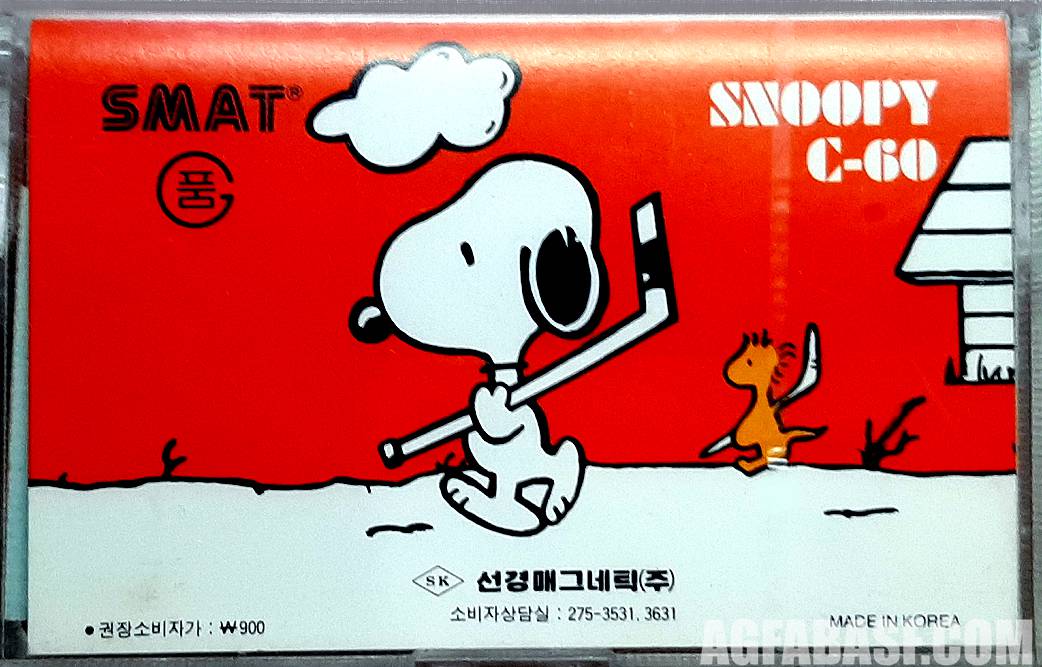 SMAT®
품
SNOOPY
C-60
SK 선경매그네틱(주)
소비자상담실 : 275-3531. 3631
● 권장소비자가 : ₩900
MADE IN KOREA
AGFABASE.COM